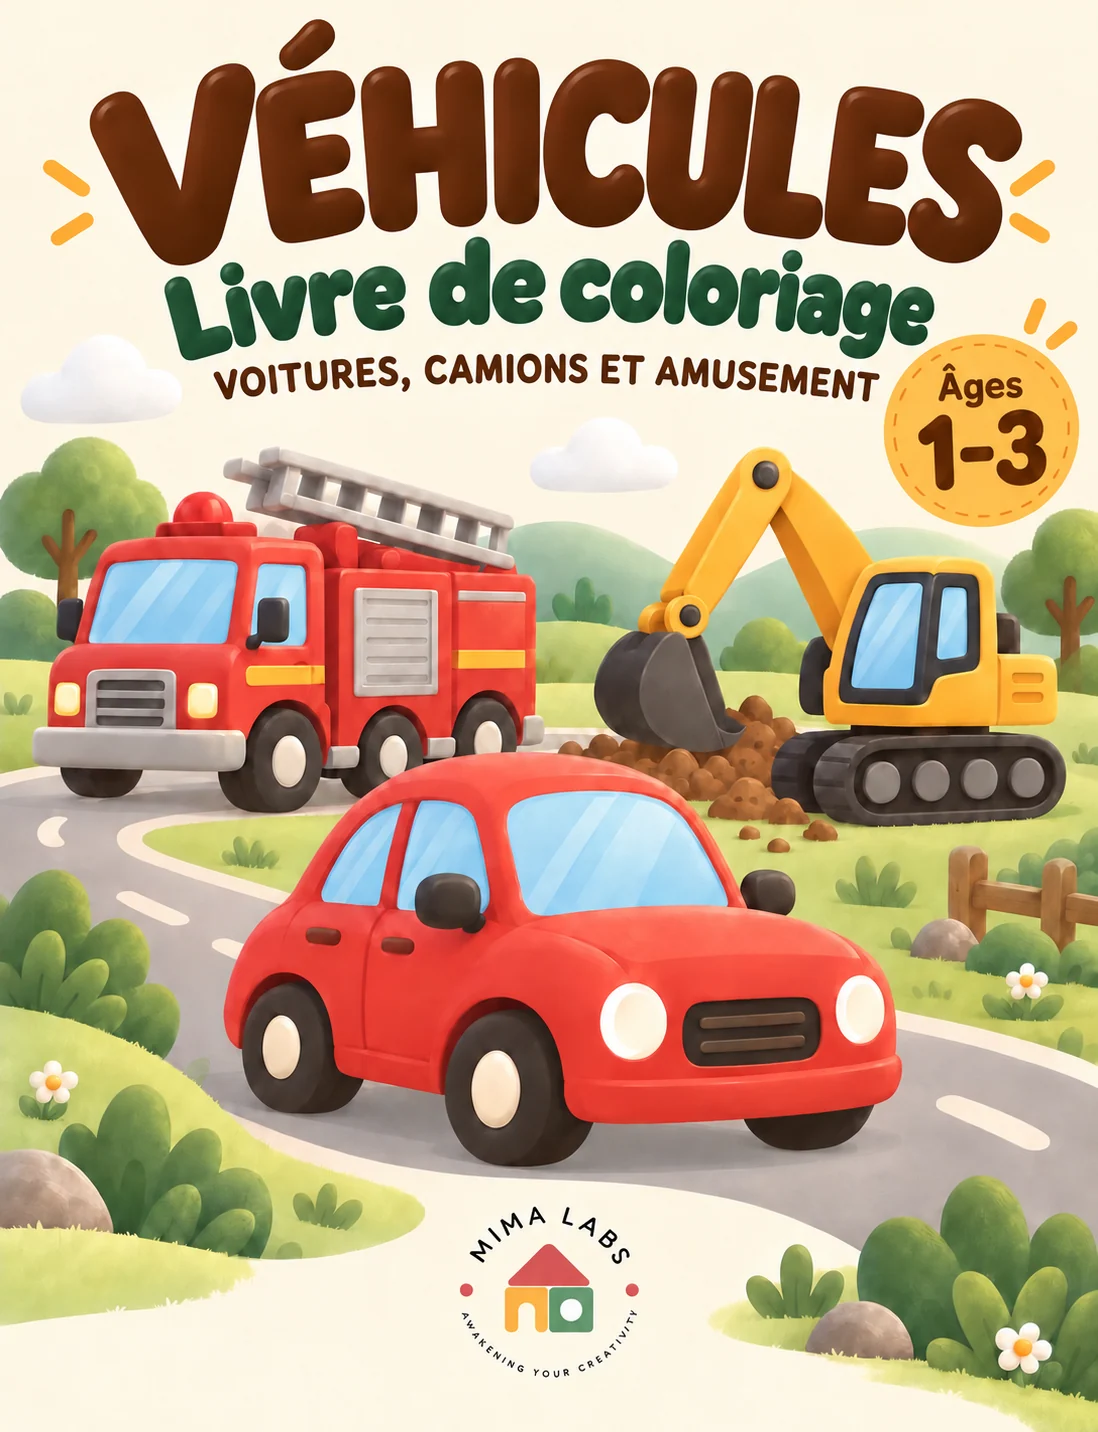 VÉHICULES
Livre de coloriage
VOITURES, CAMIONS ET AMUSEMENT
Âges
1-3
MIMA LABS
AWAKENING YOUR CREATIVITY